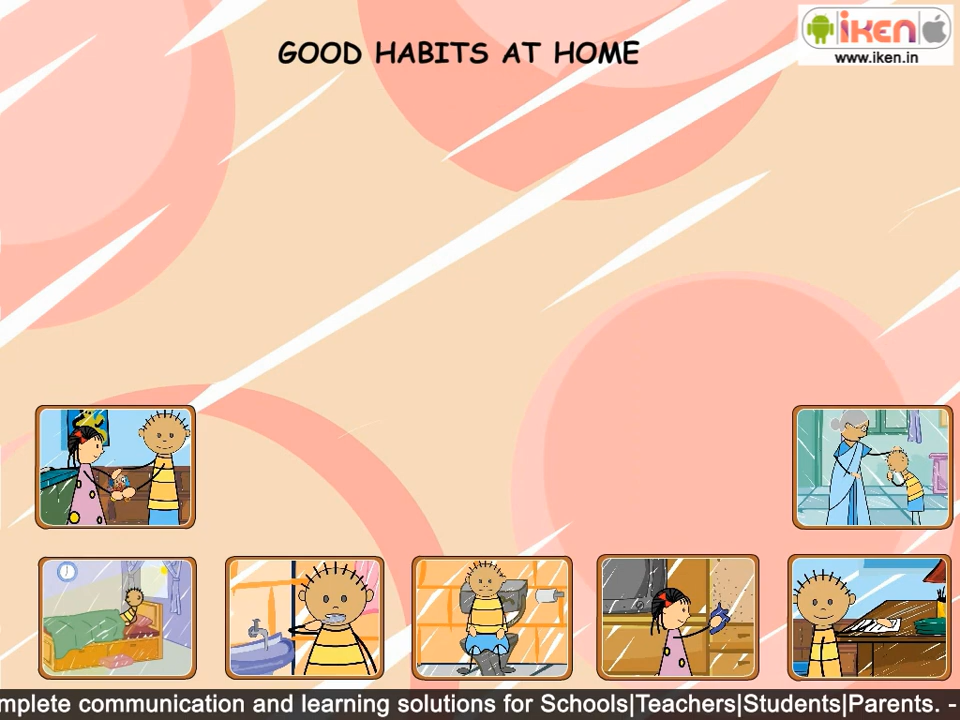 GOOD HABITS AT HOME
iKEN
www.iken.in
mplete communication and learning solutions for Schools|Teachers|Students|Parents. -